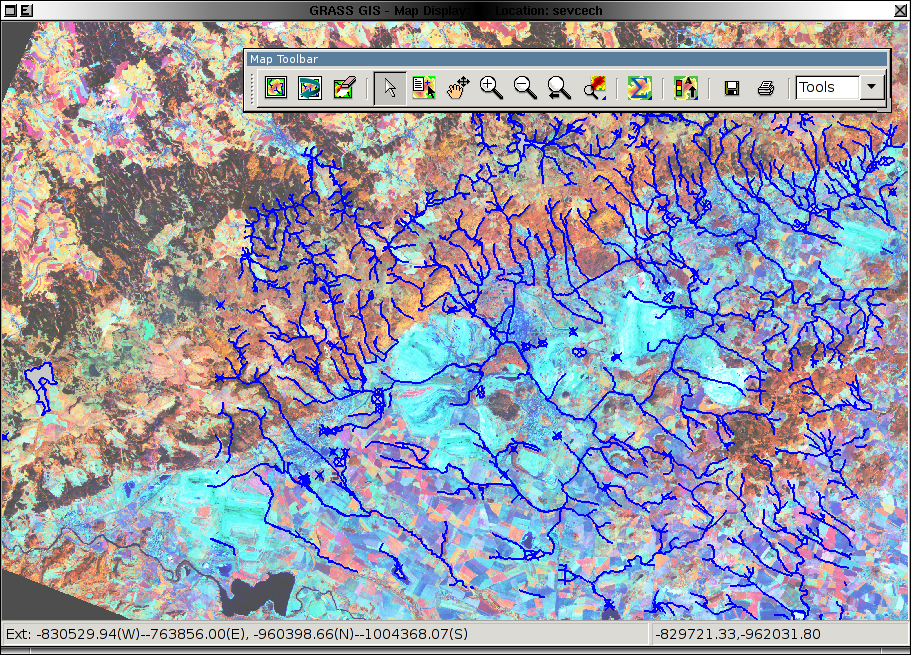 GRASS GIS - Map Display: Location: sevcech
Map Toolbar
Tools
Ext: -830529.94(W)--763856.00(E), -960398.66(N)--1004368.07(S)
-829721.33,-962031.80